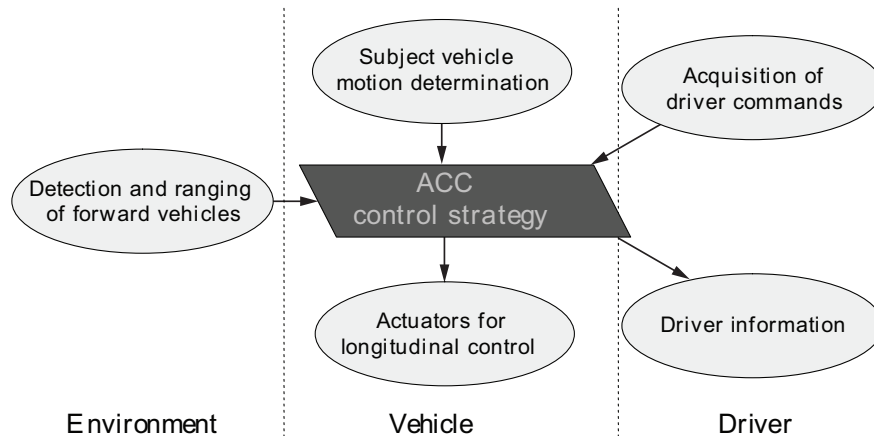 Subject vehicle
motion determination
Acquisition of
driver commands
Detection and ranging
of forward vehicles
ACC
control strategy
Actuators for
longitudinal control
Driver information
Environment
Vehicle
Driver